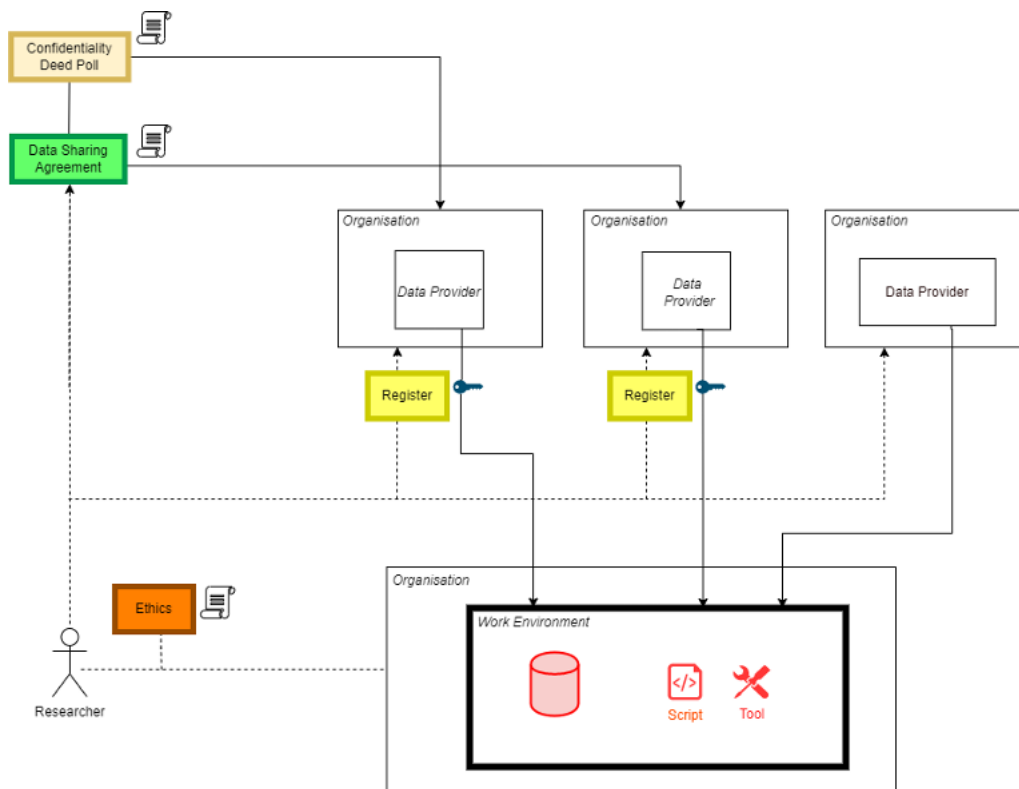 Confidentiality
Deed Poll
Data Sharing
Agreement
Organisation
Organisation
Organisation
Data Provider
Data
Provider
Data Provider
Register
Register
Organisation
Ethics
Work Environment
</>
Script
Tool
Researcher